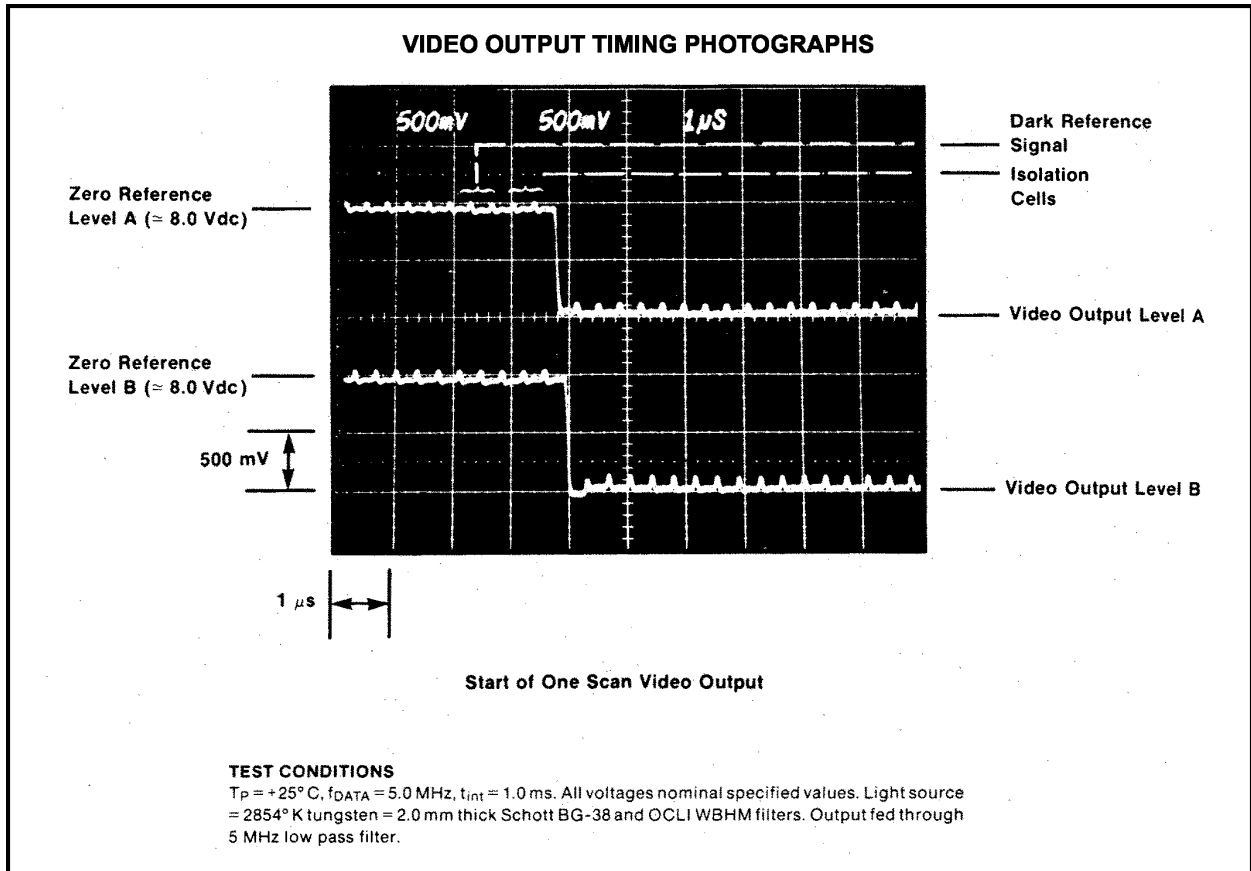 VIDEO OUTPUT TIMING PHOTOGRAPHS
500mV 500mV 1μS
Dark Reference
Signal
Isolation
Cells
Zero Reference
Level A (≃ 8.0 Vdc)
Video Output Level A
Zero Reference
Level B (≃ 8.0 Vdc)
500 mV
Video Output Level B
1 μs
Start of One Scan Video Output
TEST CONDITIONS
TP = +25° C, fDATA = 5.0 MHz, tint = 1.0 ms. All voltages nominal specified values. Light source
= 2854° K tungsten = 2.0 mm thick Schott BG-38 and OCLI WBHM filters. Output fed through
5 MHz low pass filter.